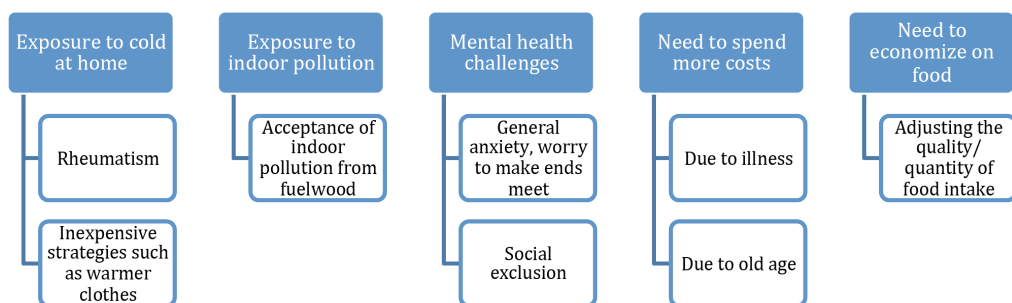 Exposure to cold
at home
Rheumatism
Inexpensive
strategies such
as warmer
clothes
Exposure to
indoor pollution
Acceptance of
indoor
pollution from
fuelwood
Mental health
challenges
General
anxiety, worry
to make ends
meet
Social
exclusion
Need to spend
more costs
Due to illness
Due to old age
Need to
economize on
food
Adjusting the
quality/
quantity of
food intake